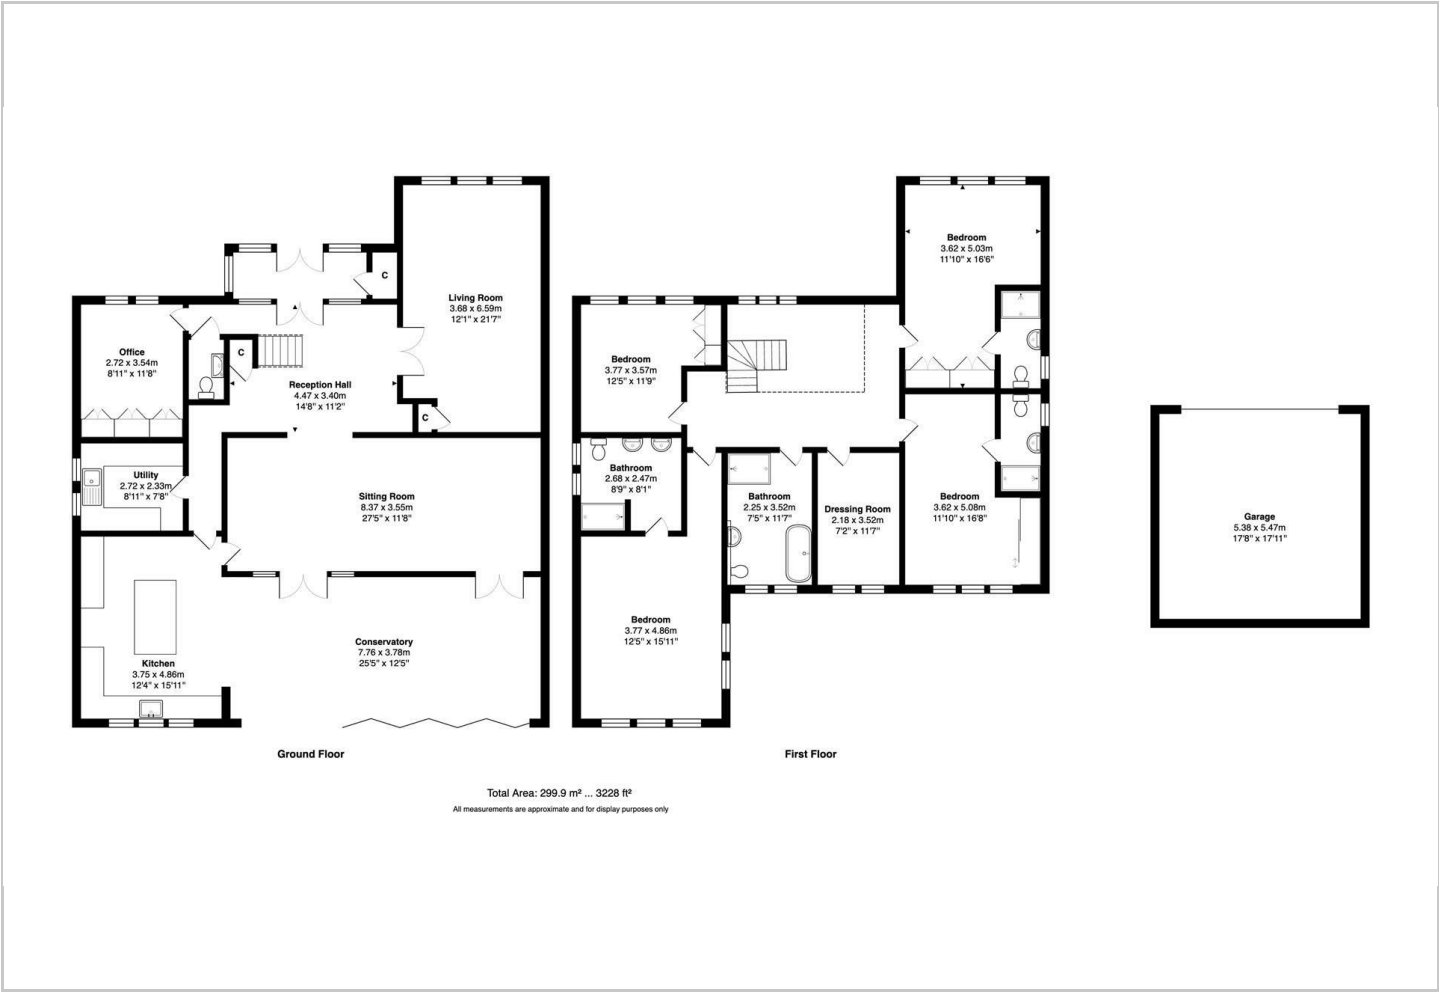 Living Room
3.68 x 6.59m
12'1" x 21'7"
C
Office
2.72 x 3.54m
8'11" x 11'8"
C
Reception Hall
4.47 x 3.40m
14'8" x 11'2"
C
Utility
2.72 x 2.33m
8'11" x 7'8"
Sitting Room
8.37 x 3.55m
27'5" x 11'8"
Kitchen
3.75 x 4.86m
12'4" x 15'11"
Conservatory
7.76 x 3.78m
25'5" x 12'5"
Ground Floor
Bedroom
3.62 x 5.03m
11'10" x 16'6"
Bedroom
3.77 x 3.57m
12'5" x 11'9"
Bathroom
2.68 x 2.47m
8'9" x 8'1"
Bathroom
2.25 x 3.52m
7'5" x 11'7"
Dressing Room
2.18 x 3.52m
7'2" x 11'7"
Bedroom
3.62 x 5.08m
11'10" x 16'8"
Bedroom
3.77 x 4.86m
12'5" x 15'11"
First Floor
Garage
5.38 x 5.47m
17'8" x 17'11"
Total Area: 299.9 m² ... 3228 ft²
All measurements are approximate and for display purposes only